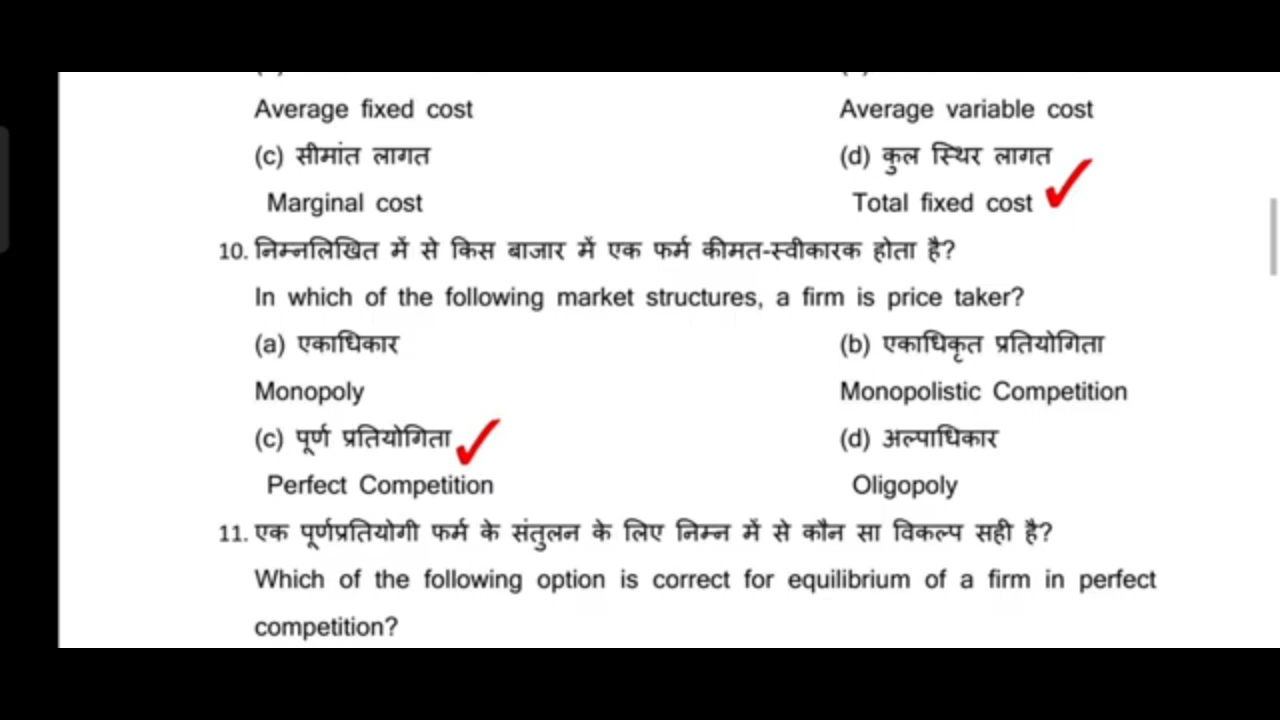 Average fixed cost
Average variable cost
(c) सीमांत लागत
(d) कुल स्थिर लागत
Marginal cost
Total fixed cost
10. निम्नलिखित में से किस बाजार में एक फर्म कीमत-स्वीकारक होता है?
In which of the following market structures, a firm is price taker?
(a) एकाधिकार
(b) एकाधिकृत प्रतियोगिता
Monopoly
Monopolistic Competition
(c) पूर्ण प्रतियोगिता
(d) अल्पाधिकार
Perfect Competition
Oligopoly
11. एक पूर्णप्रतियोगी फर्म के संतुलन के लिए निम्न में से कौन सा विकल्प सही है?
Which of the following option is correct for equilibrium of a firm in perfect
competition?